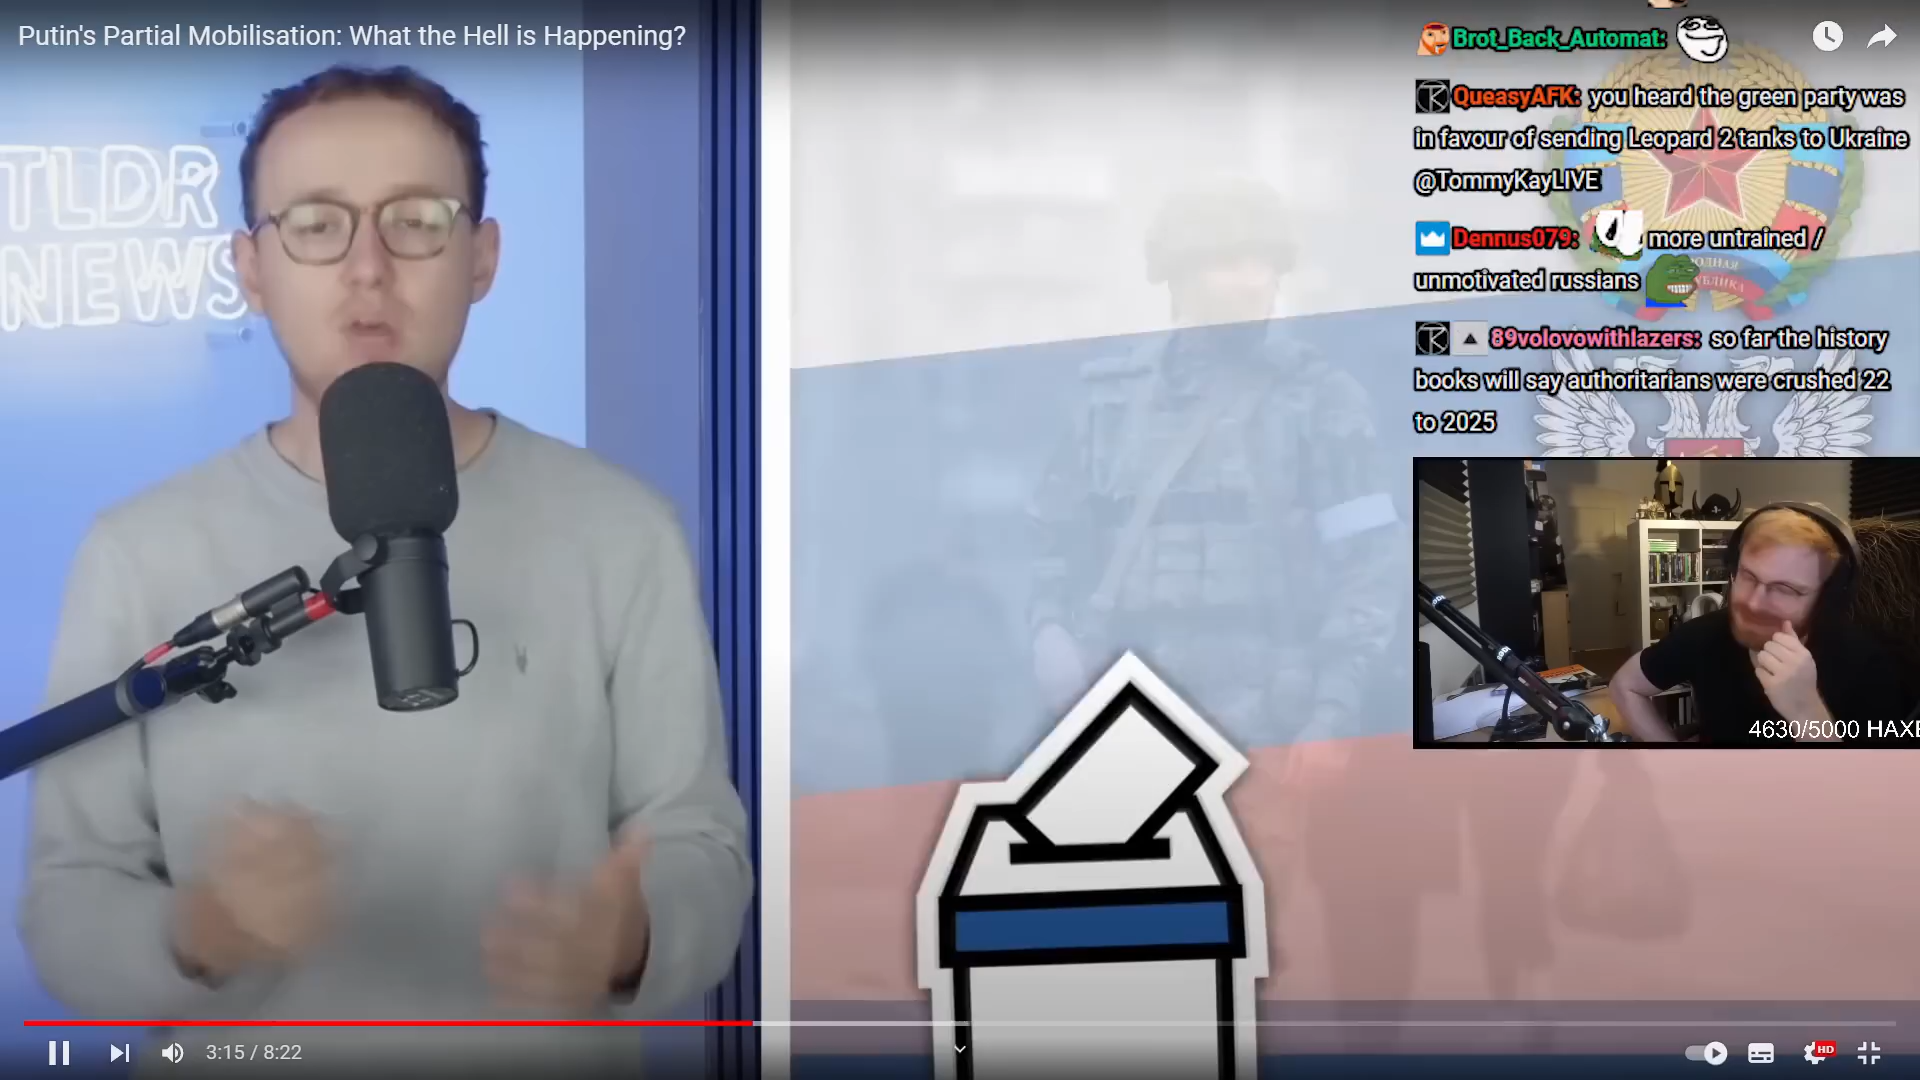 Putin's Partial Mobilisation: What the Hell is Happening?
TLDR
NEWS
Brot_Back_Automat:
QueasyAFK: you heard the green party was
in favour of sending Leopard 2 tanks to Ukraine
@TommyKayLIVE
Dennus079: more untrained /
unmotivated russians
89volovowithlazers: so far the history
books will say authoritarians were crushed 22
to 2025
4630/5000 HAXE
3:15 / 8:22
HD